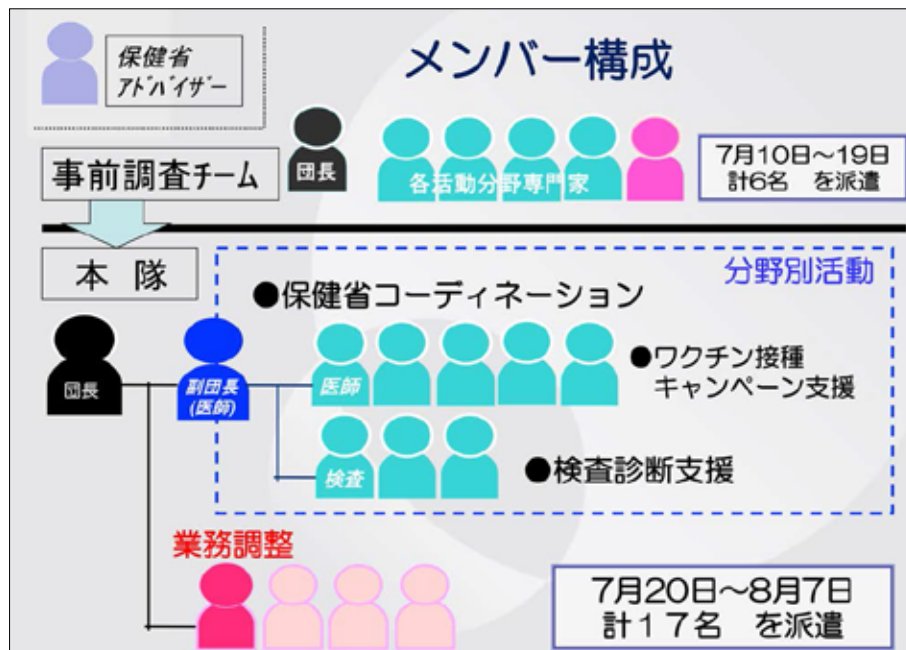 保健省
アドバイザー
メンバー構成
団長
各活動分野専門家
7月10日～19日
計6名　を派遣
事前調査チーム
本 隊
分野別活動
●保健省コーディネーション
団長
副団長
(医師)
医師
●ワクチン接種
キャンペーン支援
検査
●検査診断支援
業務調整
7月20日～8月7日
計１７名　を派遣